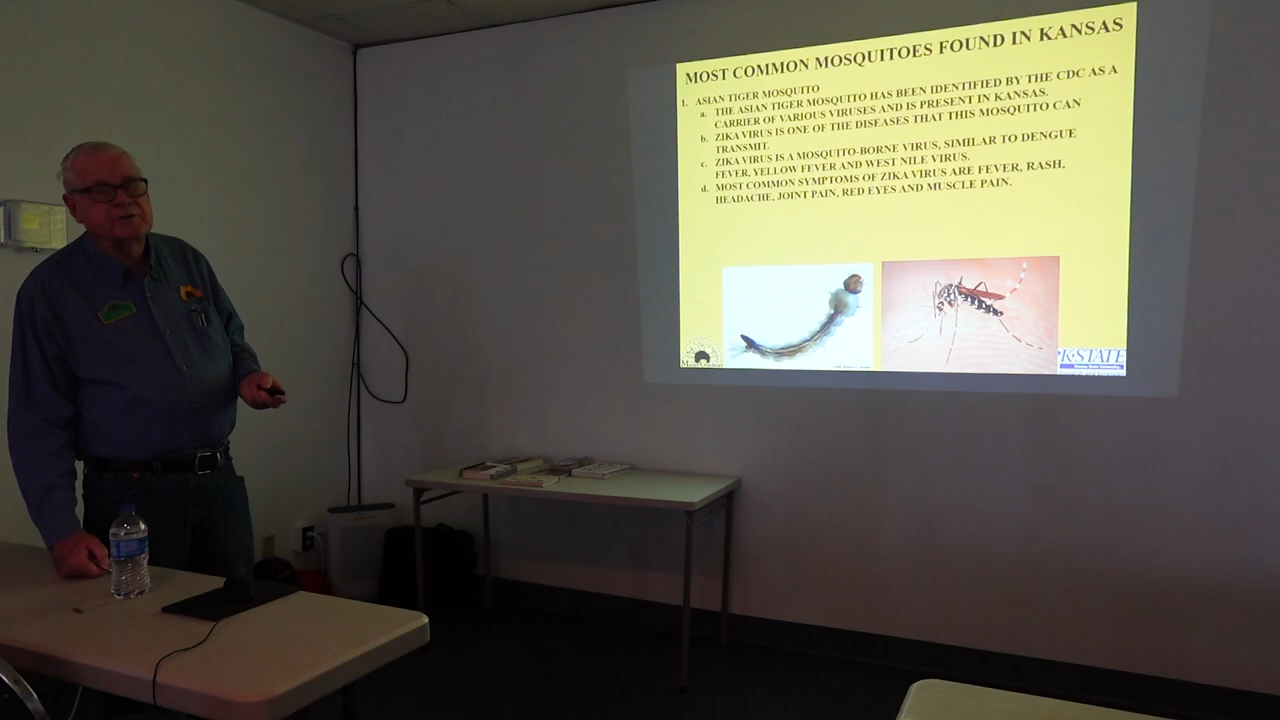 MOST COMMON MOSQUITOES FOUND IN KANSAS
1. ASIAN TIGER MOSQUITO
a. THE ASIAN TIGER MOSQUITO HAS BEEN IDENTIFIED BY THE CDC AS A
CARRIER OF VARIOUS VIRUSES AND IS PRESENT IN KANSAS.
b. ZIKA VIRUS IS ONE OF THE DISEASES THAT THIS MOSQUITO CAN
TRANSMIT.
c. ZIKA VIRUS IS A MOSQUITO-BORNE VIRUS, SIMILAR TO DENGUE
FEVER, YELLOW FEVER AND WEST NILE VIRUS.
d. MOST COMMON SYMPTOMS OF ZIKA VIRUS ARE FEVER, RASH,
HEADACHE, JOINT PAIN, RED EYES AND MUSCLE PAIN.
K-STATE
Kansas State University